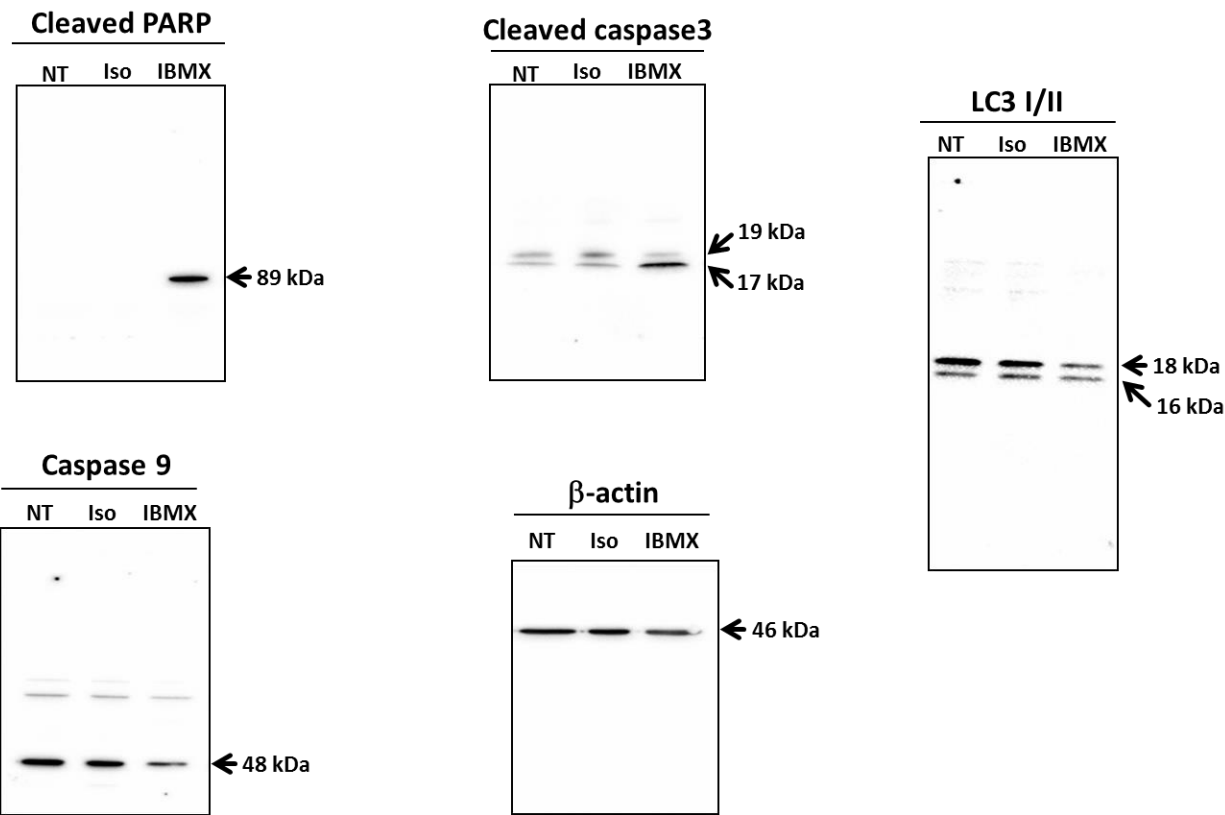 Cleaved PARP
NT Iso IBMX
89 kDa
Cleaved caspase3
NT Iso IBMX
19 kDa
17 kDa
LC3 I/II
NT Iso IBMX
18 kDa
16 kDa
Caspase 9
NT Iso IBMX
48 kDa
β-actin
NT Iso IBMX
46 kDa